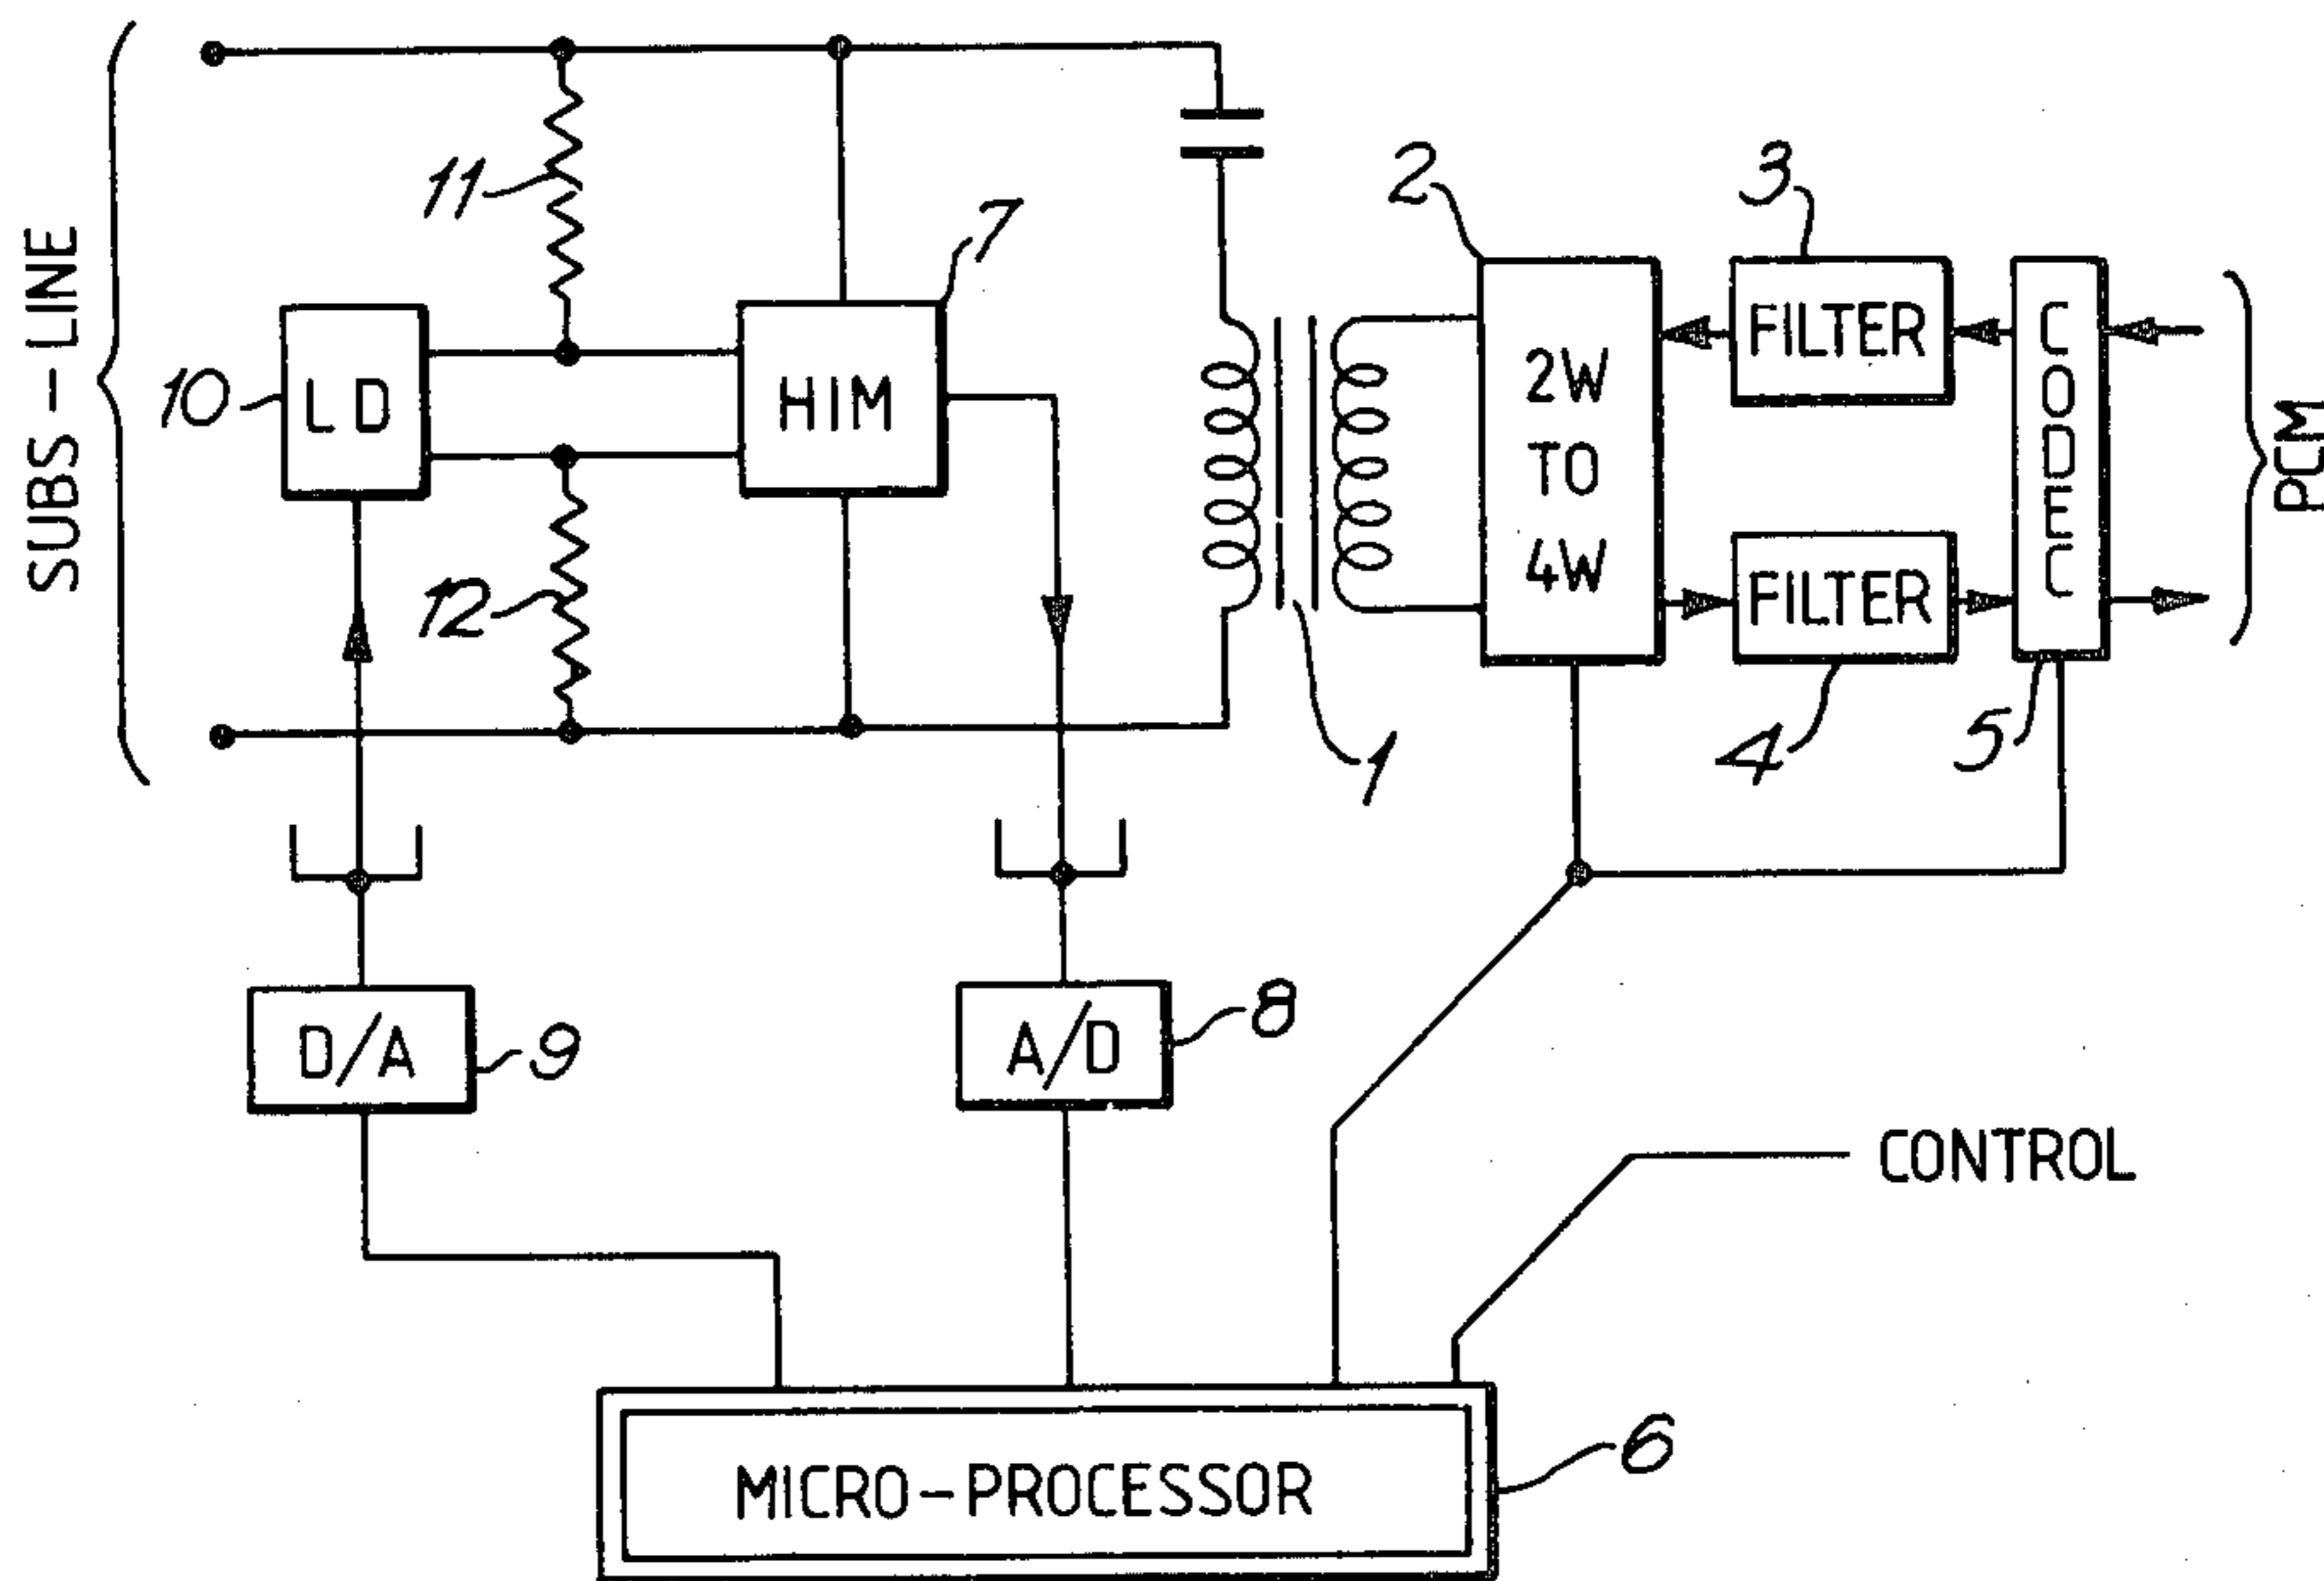 SUBS-LINE
11
7
2
3
10
LD
HIM
2W
TO
4W
FILTER
CODEC
PCM
12
FILTER
1
4
5
D/A
9
A/D
8
CONTROL
MICRO-PROCESSOR
6